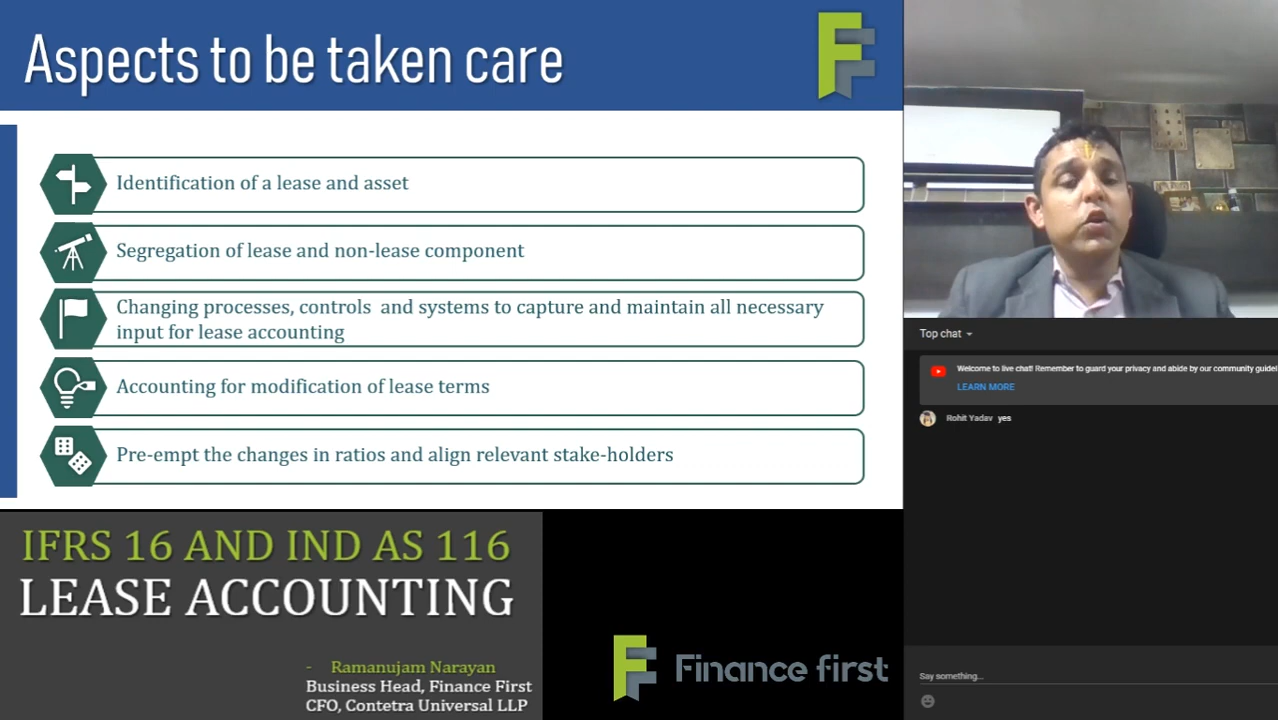 Aspects to be taken care
Identification of a lease and asset
Segregation of lease and non-lease component
Changing processes, controls and systems to capture and maintain all necessary
input for lease accounting
Accounting for modification of lease terms
Pre-empt the changes in ratios and align relevant stake-holders
IFRS 16 AND IND AS 116
LEASE ACCOUNTING
- Ramanujam Narayan
Business Head, Finance First
CFO, Contetra Universal LLP
Finance first
Top chat
Welcome to live chat! Remember to guard your privacy and abide by our community guidel
LEARN MORE
Rohit Yadav yes
Say something...